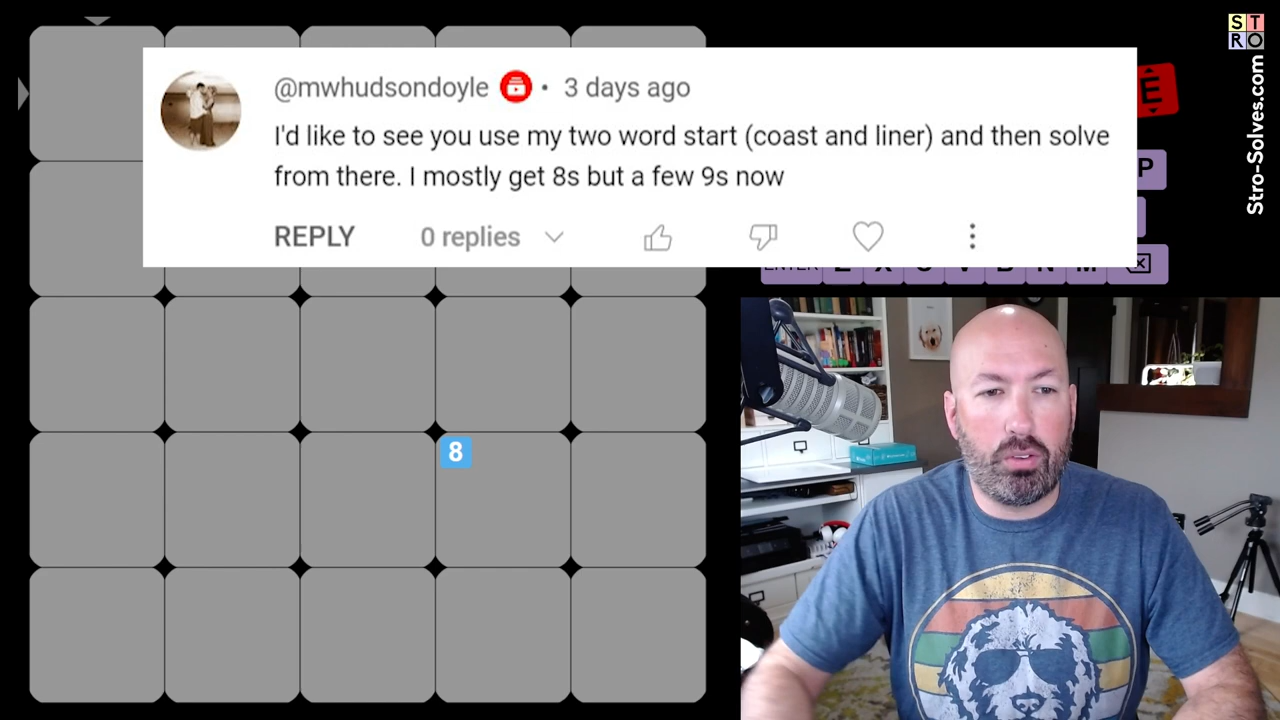 @mwhudsondoyle • 3 days ago
I'd like to see you use my two word start (coast and liner) and then solve
from there. I mostly get 8s but a few 9s now
REPLY 0 replies
8
S T
R O
Stro-Solves.com
E
P
ENTER Z X C V B N M